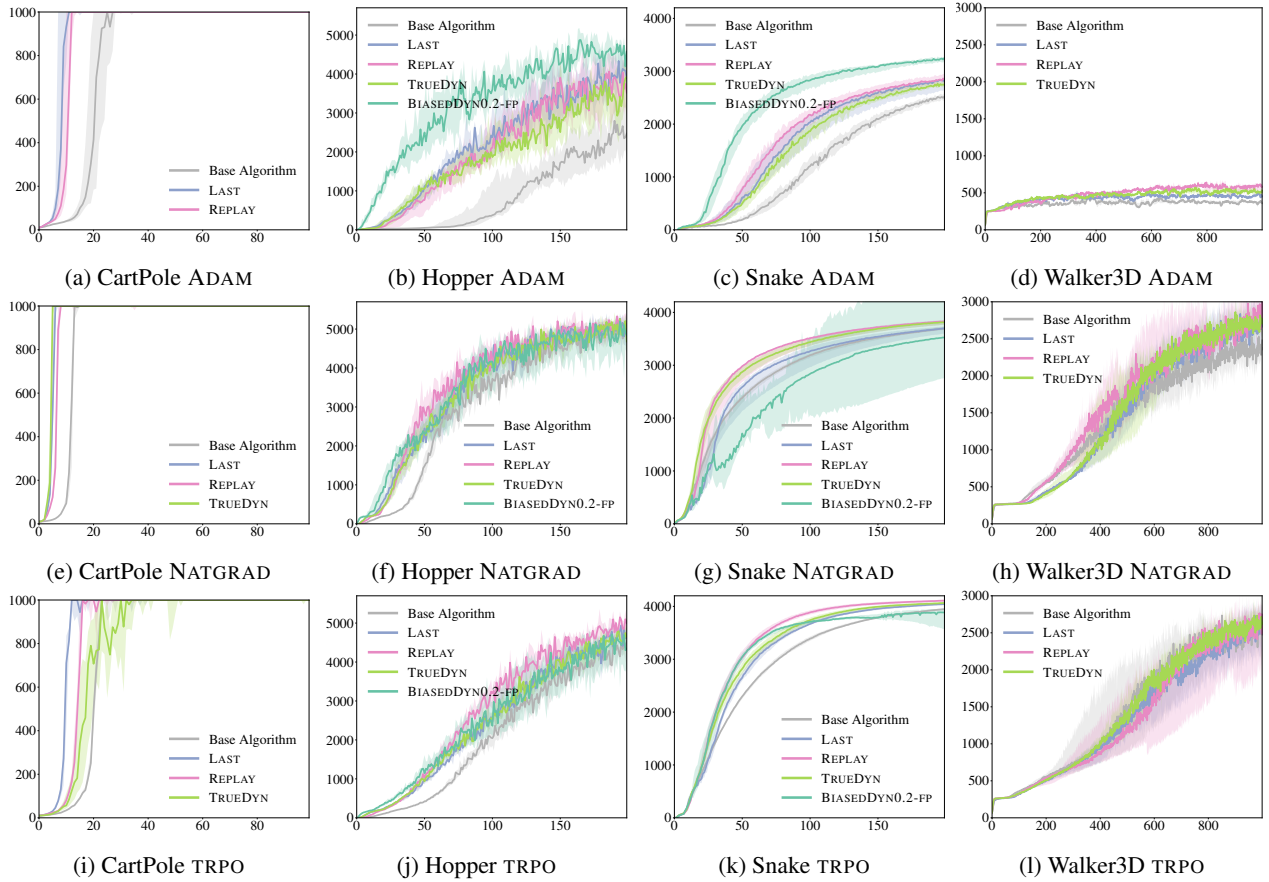 1000
800
600
400
200
0
Base Algorithm
LAST
REPLAY
0 20 40 60 80
(a) CartPole ADAM
5000
4000
3000
2000
1000
0
Base Algorithm
LAST
REPLAY
TRUEDYN
BIASEDDYN0.2-FP
0 50 100 150
(b) Hopper ADAM
4000
3000
2000
1000
0
Base Algorithm
LAST
REPLAY
TRUEDYN
BIASEDDYN0.2-FP
0 50 100 150
(c) Snake ADAM
3000
2500
2000
1500
1000
500
0
Base Algorithm
LAST
REPLAY
TRUEDYN
0 200 400 600 800
(d) Walker3D ADAM
1000
800
600
400
200
0
Base Algorithm
LAST
REPLAY
TRUEDYN
0 20 40 60 80
(e) CartPole NATGRAD
5000
4000
3000
2000
1000
0
Base Algorithm
LAST
REPLAY
TRUEDYN
BIASEDDYN0.2-FP
0 50 100 150
(f) Hopper NATGRAD
4000
3000
2000
1000
0
Base Algorithm
LAST
REPLAY
TRUEDYN
BIASEDDYN0.2-FP
0 50 100 150
(g) Snake NATGRAD
3000
2500
2000
1500
1000
500
0
Base Algorithm
LAST
REPLAY
TRUEDYN
0 200 400 600 800
(h) Walker3D NATGRAD
1000
800
600
400
200
0
Base Algorithm
LAST
REPLAY
TRUEDYN
0 20 40 60 80
(i) CartPole TRPO
5000
4000
3000
2000
1000
0
Base Algorithm
LAST
REPLAY
TRUEDYN
BIASEDDYN0.2-FP
0 50 100 150
(j) Hopper TRPO
4000
3000
2000
1000
0
Base Algorithm
LAST
REPLAY
TRUEDYN
BIASEDDYN0.2-FP
0 50 100 150
(k) Snake TRPO
3000
2500
2000
1500
1000
500
0
Base Algorithm
LAST
REPLAY
TRUEDYN
0 200 400 600 800
(l) Walker3D TRPO